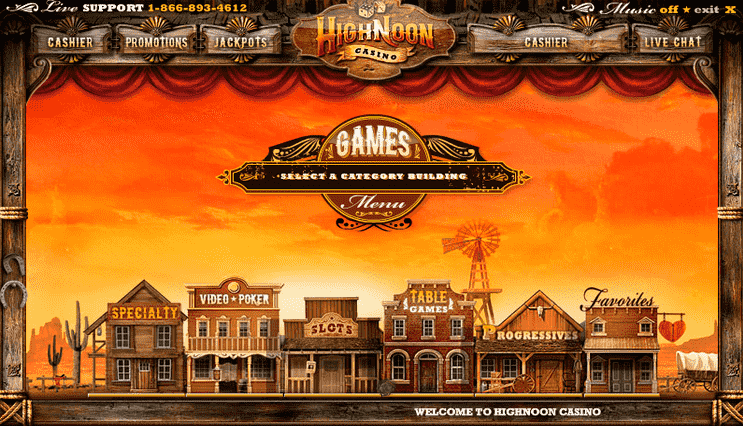 Live SUPPORT 1-866-893-4612
Music off ★ exit X
CASHIER
PROMOTIONS
JACKPOTS
HIGHNOON
CASINO
CASHIER
LIVE CHAT
GAMES
SELECT A CATEGORY BUILDING
Menu
SPECIALTY
VIDEO ★ POKER
SLOTS
TABLE
GAMES
PROGRESSIVES
Favorites
WELCOME TO HIGHNOON CASINO